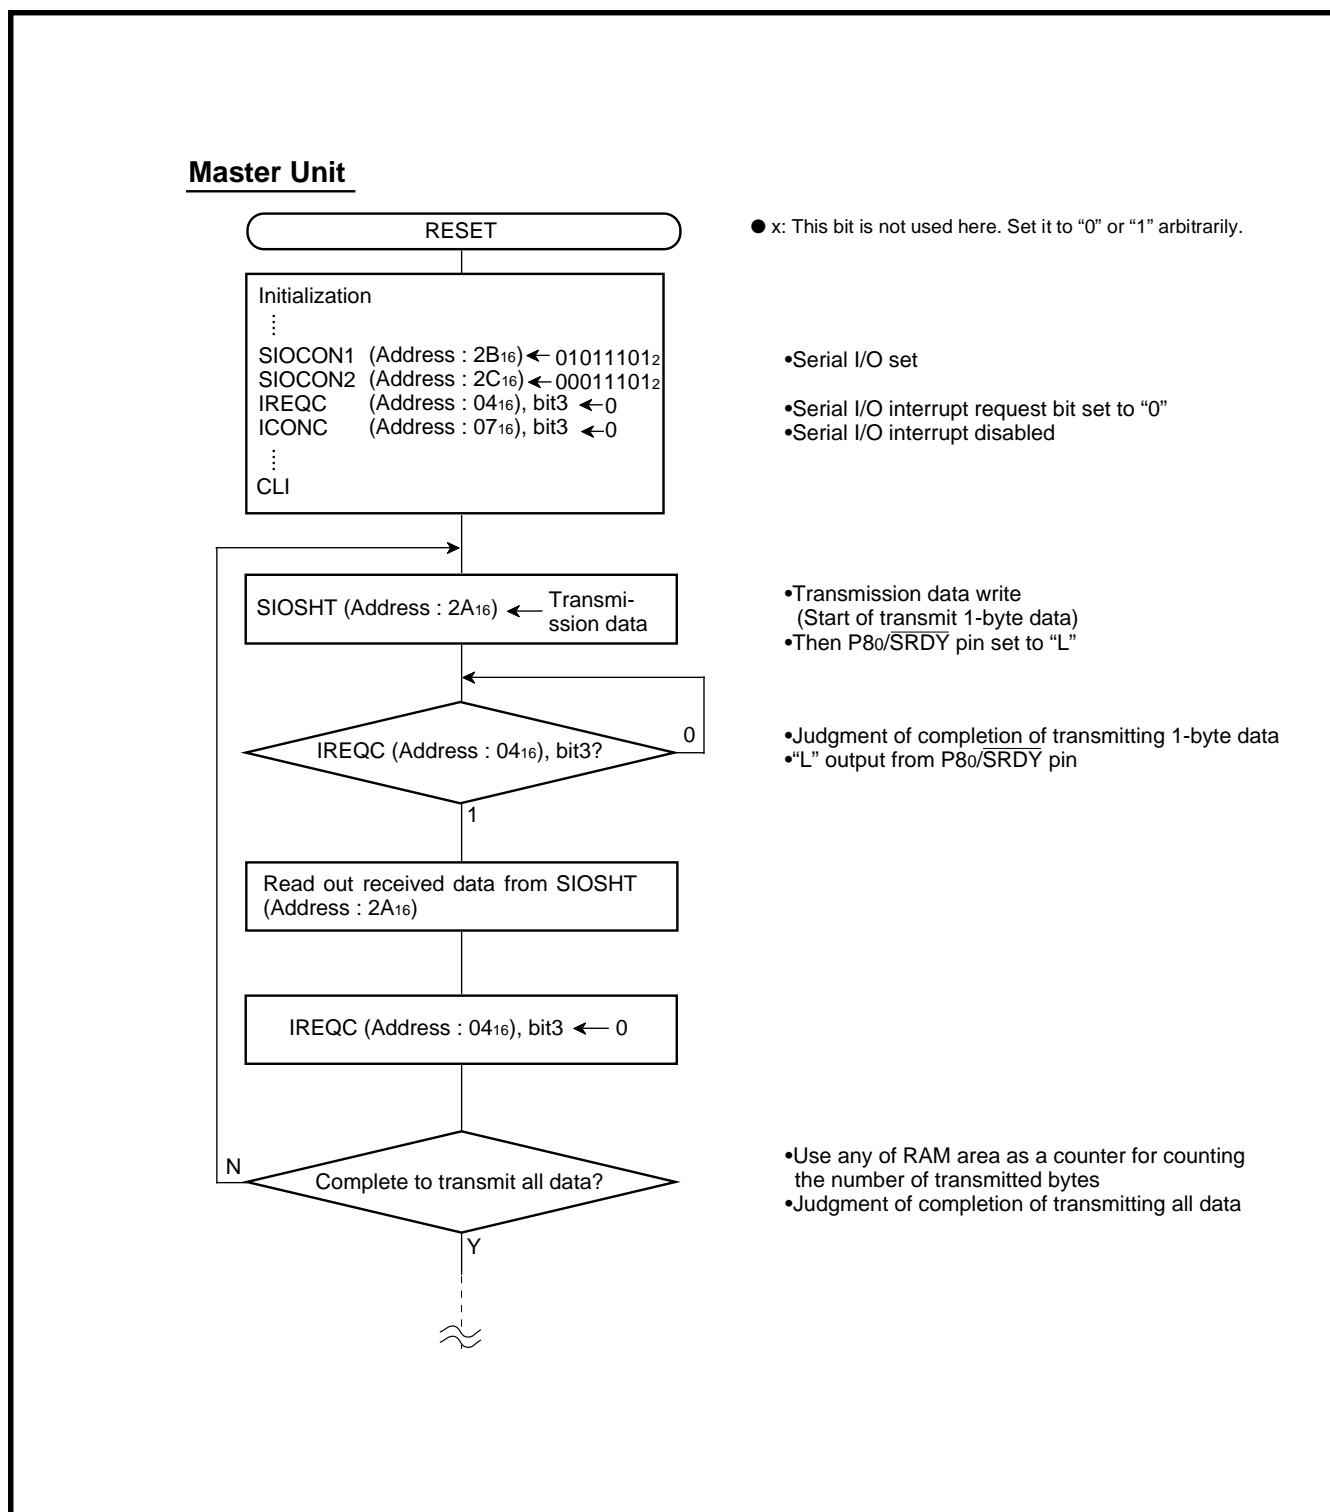 Master Unit
RESET
● x: This bit is not used here. Set it to “0” or “1” arbitrarily.
Initialization
SIOCON1 (Address : 2B16) ← 010111012
SIOCON2 (Address : 2C16) ← 000111012
IREQC (Address : 0416), bit3 ← 0
ICONC (Address : 0716), bit3 ← 0
CLI
•Serial I/O set
•Serial I/O interrupt request bit set to “0”
•Serial I/O interrupt disabled
SIOSHT (Address : 2A16) ← Transmi-
ssion data
•Transmission data write
(Start of transmit 1-byte data)
•Then P80/SRDY pin set to “L”
IREQC (Address : 0416), bit3?
0
1
•Judgment of completion of transmitting 1-byte data
•“L” output from P80/SRDY pin
Read out received data from SIOSHT
(Address : 2A16)
IREQC (Address : 0416), bit3 ← 0
N
Complete to transmit all data?
Y
•Use any of RAM area as a counter for counting
the number of transmitted bytes
•Judgment of completion of transmitting all data